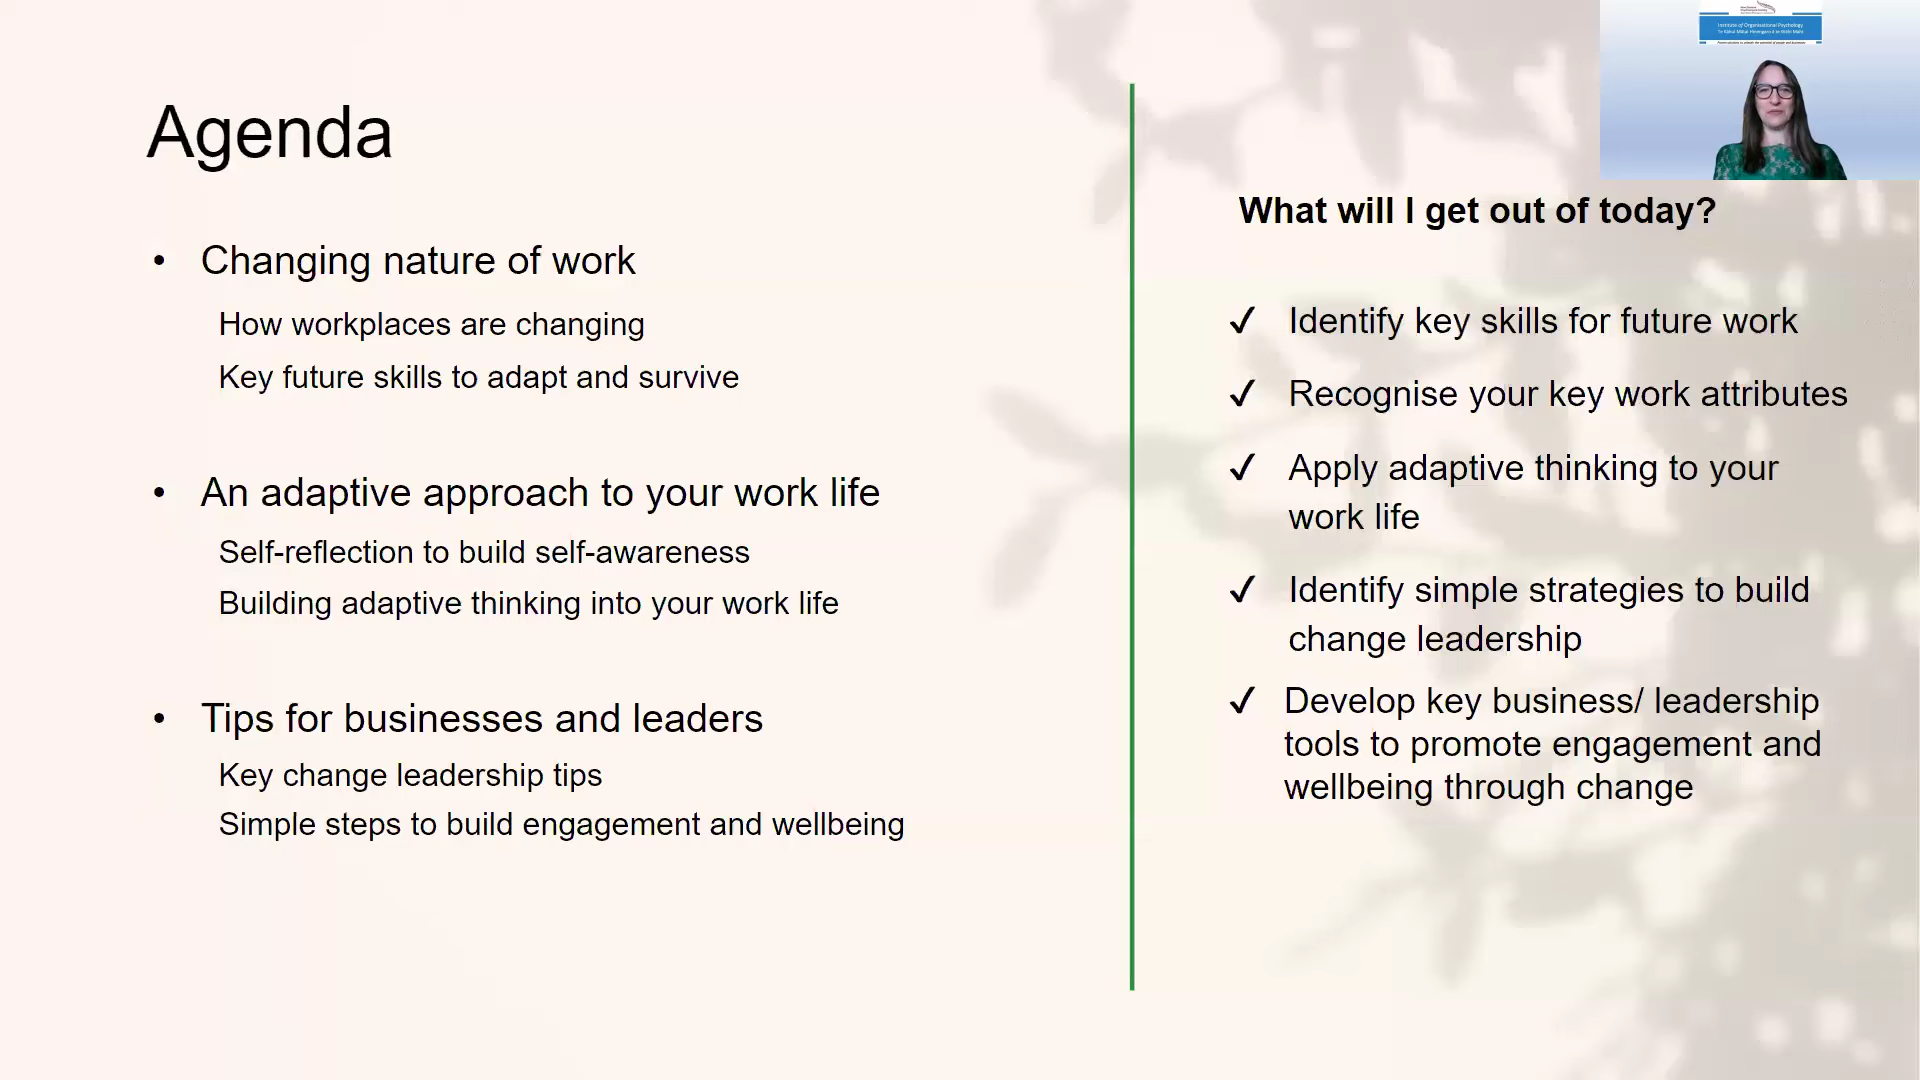 Agenda
• Changing nature of work
How workplaces are changing
Key future skills to adapt and survive
• An adaptive approach to your work life
Self-reflection to build self-awareness
Building adaptive thinking into your work life
• Tips for businesses and leaders
Key change leadership tips
Simple steps to build engagement and wellbeing
Institute of Organisational Psychology
What will I get out of today?
✓ Identify key skills for future work
✓ Recognise your key work attributes
✓ Apply adaptive thinking to your
work life
✓ Identify simple strategies to build
change leadership
✓ Develop key business/ leadership
tools to promote engagement and
wellbeing through change